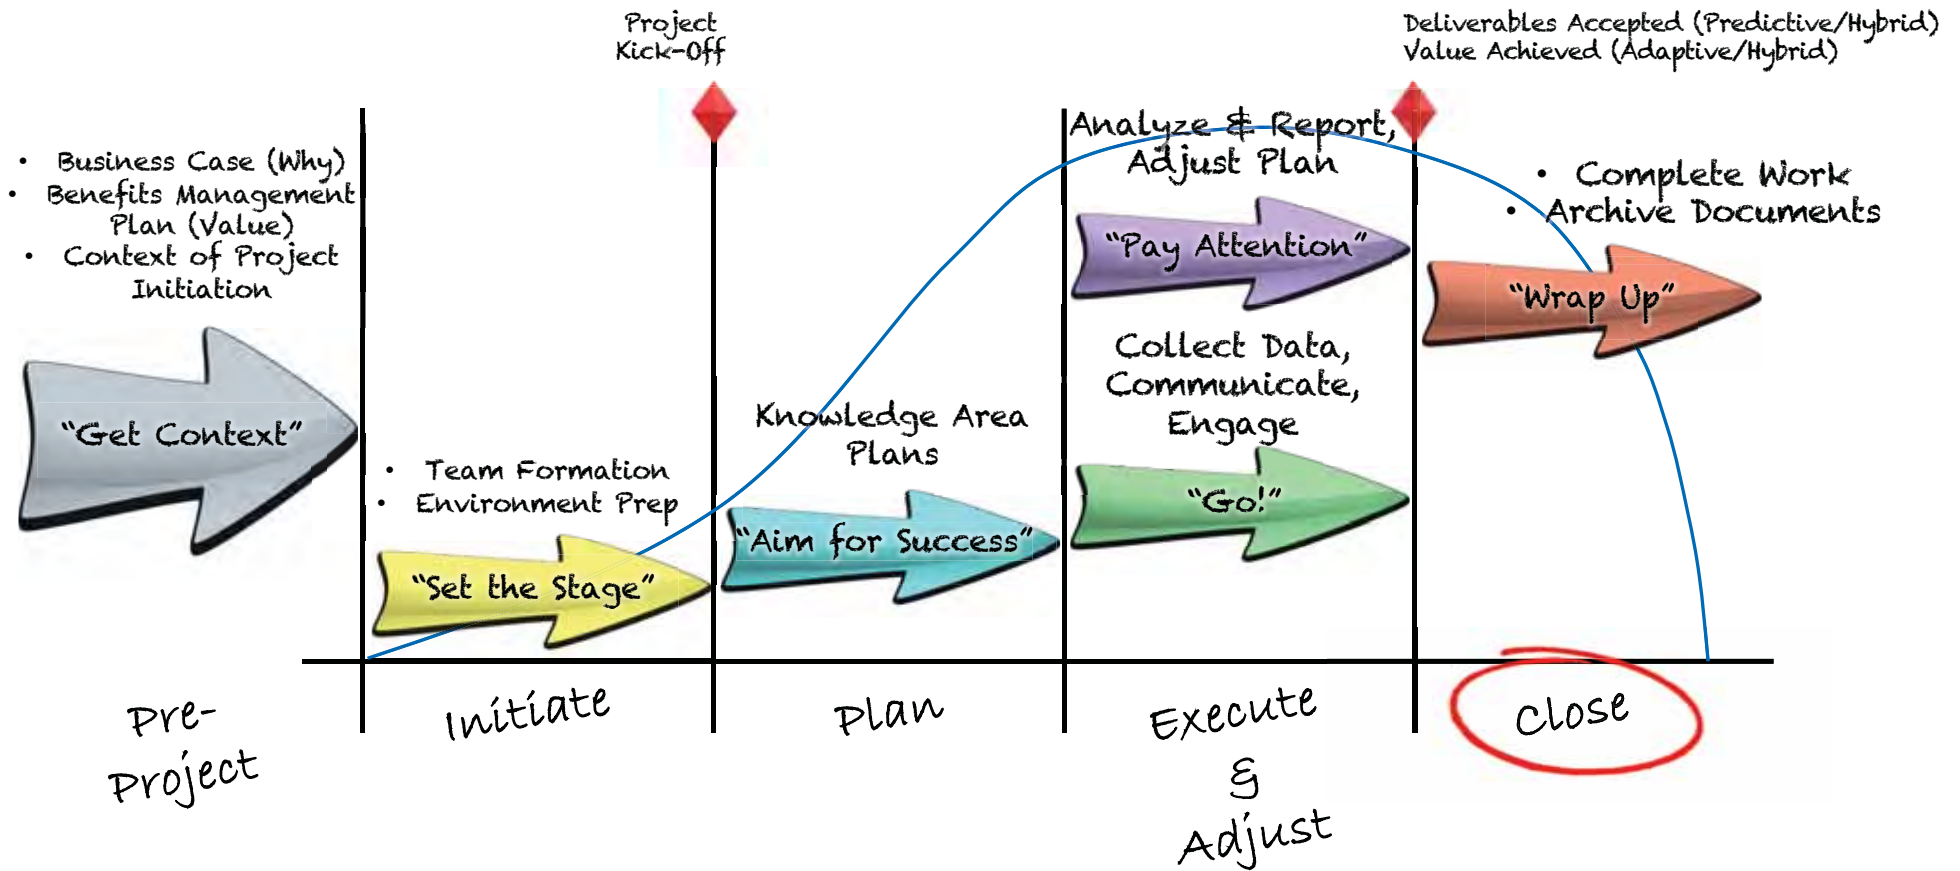 Project
Kick-Off
Deliverables Accepted (Predictive/Hybrid)
Value Achieved (Adaptive/Hybrid)
• Business Case (Why)
• Benefits Management
Plan (Value)
• Context of Project
Initiation
"Get Context"
• Team Formation
• Environment Prep
"Set the Stage"
Knowledge Area
Plans
"Aim for Success"
Analyze & Report,
Adjust Plan
"Pay Attention"
Collect Data,
Communicate,
Engage
"Go!"
• Complete Work
• Archive Documents
"Wrap Up"
Pre-
Project
Initiate
Plan
Execute
&
Adjust
Close